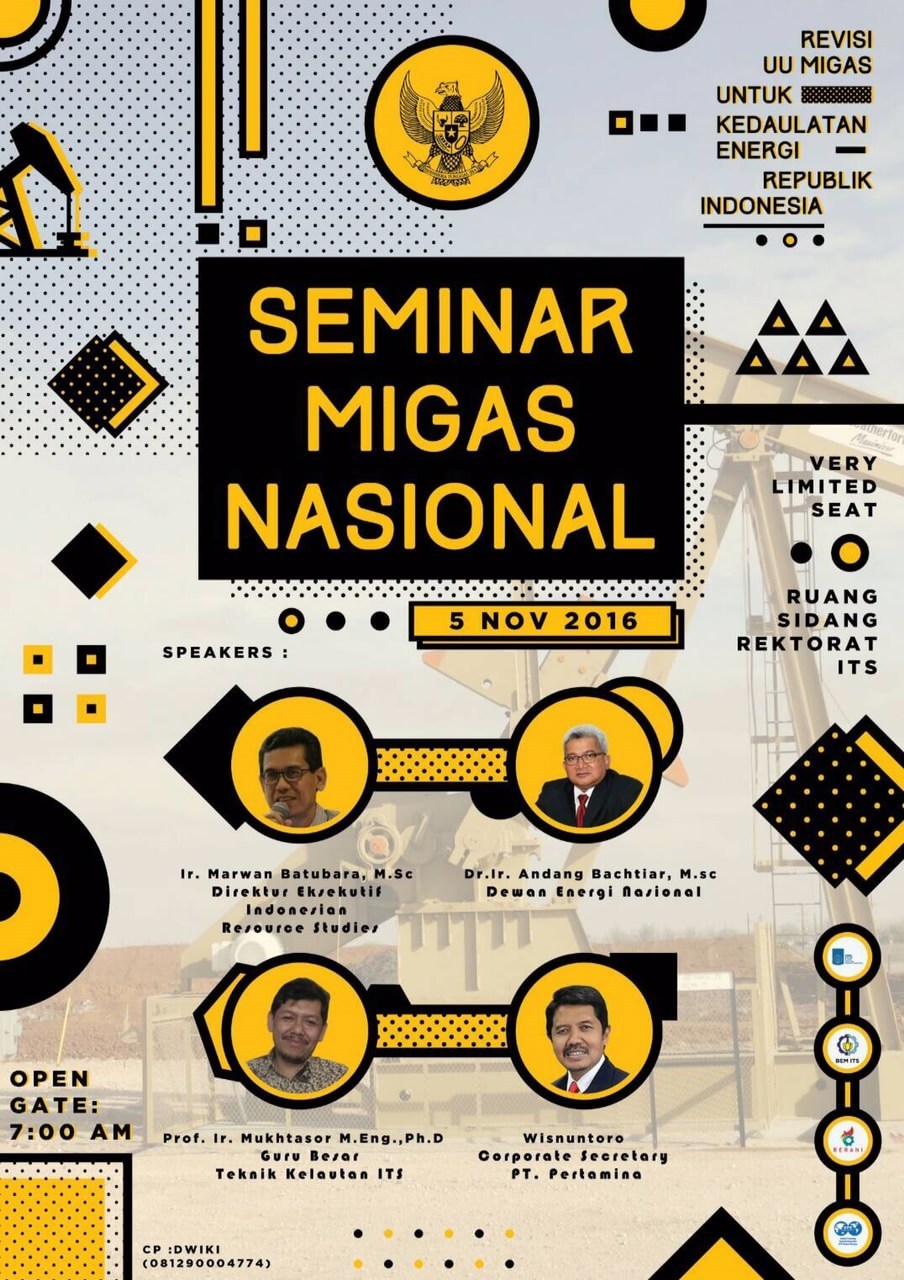 REVISI
UU MIGAS
UNTUK
KEDAULATAN
ENERGI
REPUBLIK
INDONESIA
SEMINAR
MIGAS
NASIONAL
VERY
LIMITED
SEAT
5 NOV 2016
RUANG
SIDANG
REKTORAT
ITS
SPEAKERS :
Ir. Marwan Batubara, M.Sc
Direktur Eksekutif
Indonesian
Resource Studies
Dr.Ir. Andang Bachtiar, M.sc
Dewan Energi Nasional
BEM ITS
BERANI
OPEN
GATE:
7:00 AM
Prof. Ir. Mukhtasor M.Eng.,Ph.D
Guru Besar
Teknik Kelautan ITS
Wisnuntoro
Corporate Secretary
PT. Pertamina
CP :DWIKI
(081290004774)